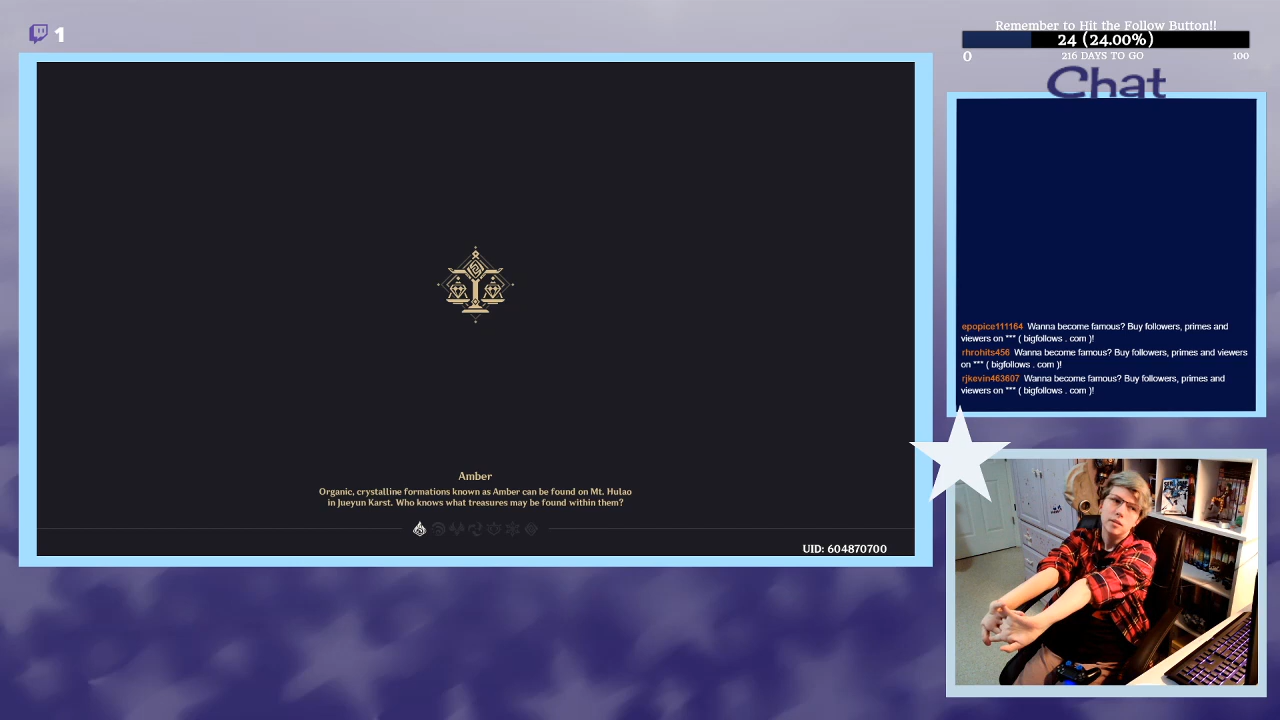 1
Remember to Hit the Follow Button!!
24 (24.00%)
0
216 DAYS TO GO
100
Chat
epopice111164 Wanna become famous? Buy followers, primes and
viewers on *** ( bigfollows . com )!
rhrohits456 Wanna become famous? Buy followers, primes and viewers
on *** ( bigfollows . com )!
rjkevin463607 Wanna become famous? Buy followers, primes and
viewers on *** ( bigfollows . com )!
Amber
Organic, crystalline formations known as Amber can be found on Mt. Hulao
in Jueyun Karst. Who knows what treasures may be found within them?
UID: 604870700